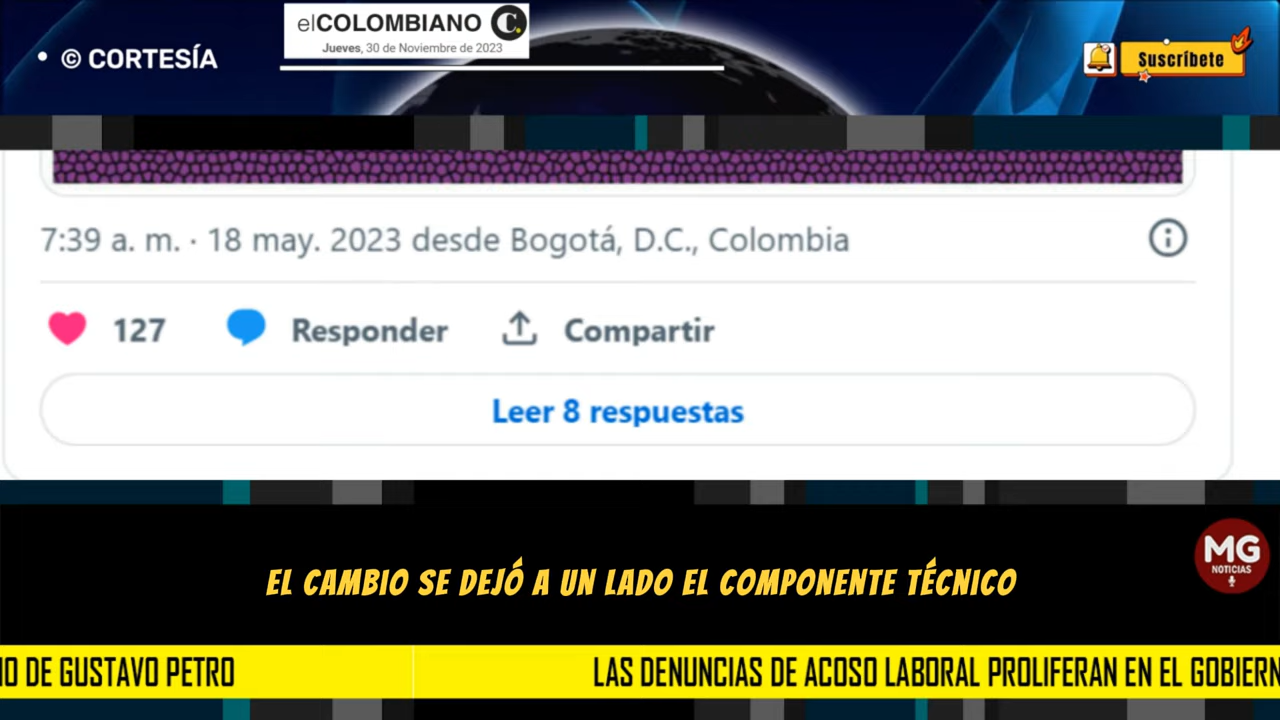 elCOLOMBIANO C.
Jueves, 30 de Noviembre de 2023
• © CORTESÍA
Suscríbete
7:39 a. m. · 18 may. 2023 desde Bogotá, D.C., Colombia
127 Responder Compartir
Leer 8 respuestas
EL CAMBIO SE DEJÓ A UN LADO EL COMPONENTE TÉCNICO
MG
NOTICIAS
IO DE GUSTAVO PETRO LAS DENUNCIAS DE ACOSO LABORAL PROLIFERAN EN EL GOBIERN